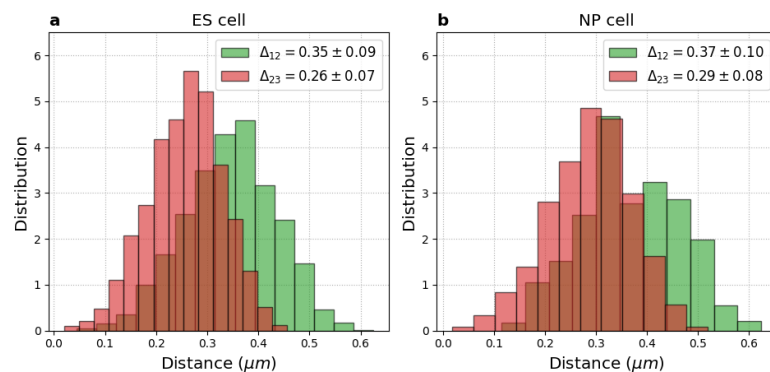 a ES cell
Δ₁₂ = 0.35 ± 0.09
Δ₂₃ = 0.26 ± 0.07
Distribution
6
5
4
3
2
1
0
0.0 0.1 0.2 0.3 0.4 0.5 0.6
Distance (μm)
b NP cell
Δ₁₂ = 0.37 ± 0.10
Δ₂₃ = 0.29 ± 0.08
Distribution
6
5
4
3
2
1
0
0.0 0.1 0.2 0.3 0.4 0.5 0.6
Distance (μm)